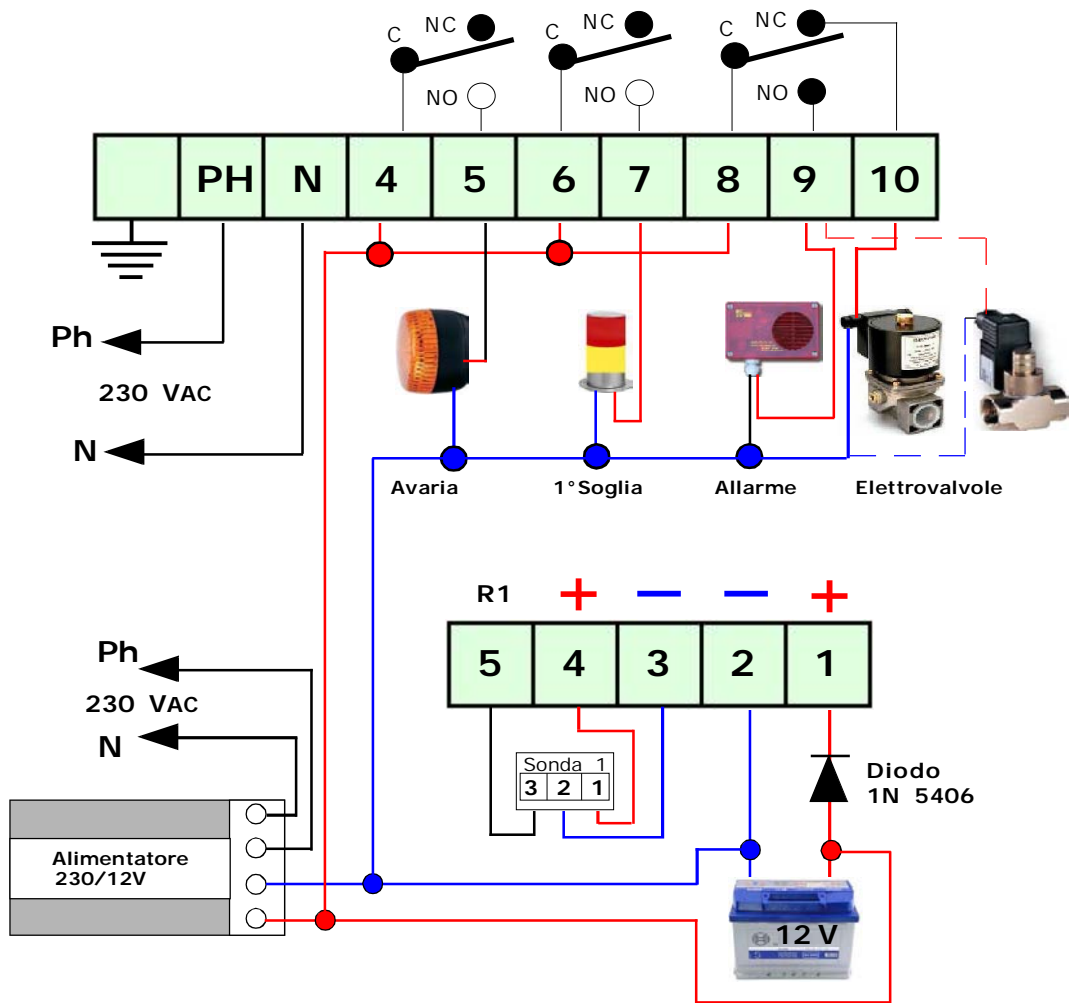 C NC C NC C NC
NO NO NO
PH N 4 5 6 7 8 9 10
Ph
230 VAC
N
Avaria 1°Soglia Allarme Elettrovalvole
R1 + — — +
5 4 3 2 1
Ph
230 VAC
N
Sonda 1
3 2 1
Diodo
1N 5406
Alimentatore
230/12V
12 V